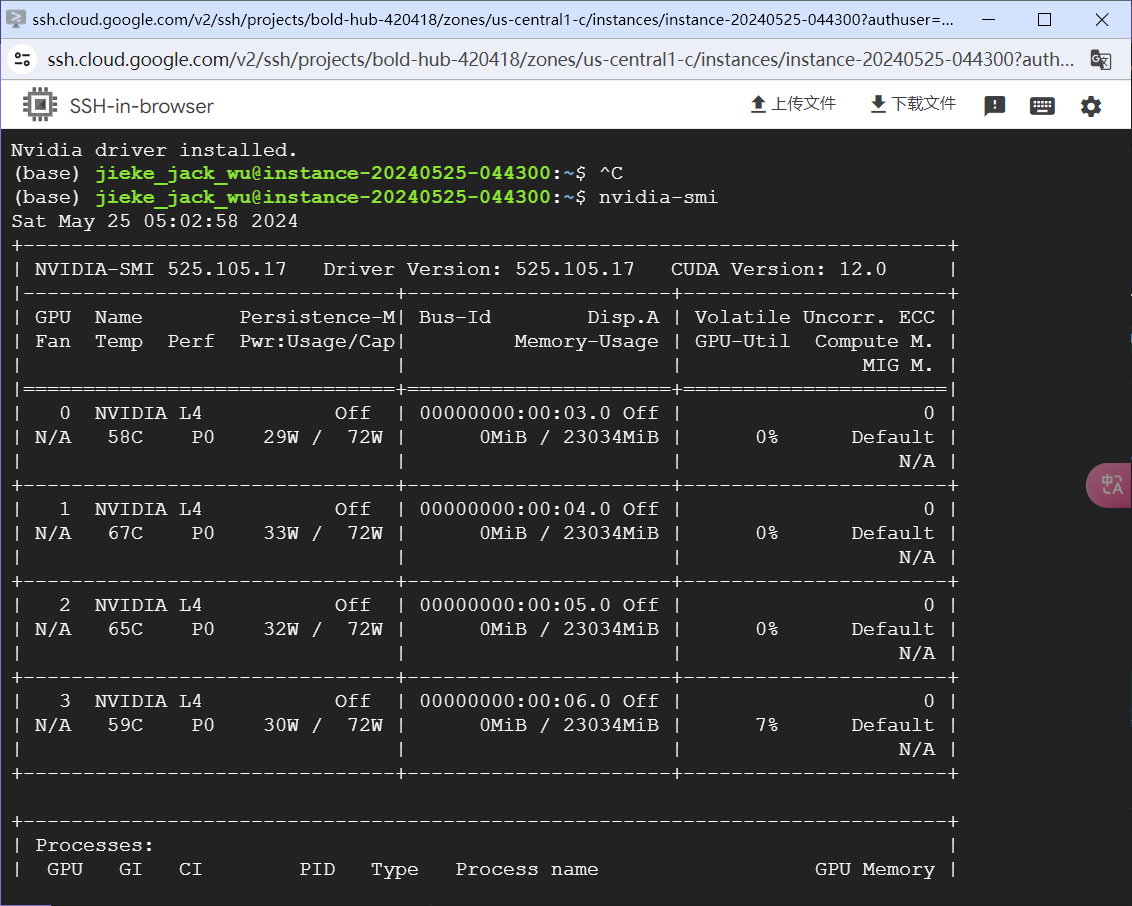 ssh.cloud.google.com/v2/ssh/projects/bold-hub-420418/zones/us-central1-c/instances/instance-20240525-044300?authuser=...
ssh.cloud.google.com/v2/ssh/projects/bold-hub-420418/zones/us-central1-c/instances/instance-20240525-044300?auth...
SSH-in-browser 上传文件 下载文件
Nvidia driver installed.
(base) jieke_jack_wu@instance-20240525-044300:~$ ^C
(base) jieke_jack_wu@instance-20240525-044300:~$ nvidia-smi
Sat May 25 05:02:58 2024
+-----------------------------------------------------------------------------+
| NVIDIA-SMI 525.105.17   Driver Version: 525.105.17   CUDA Version: 12.0     |
|-------------------------------+----------------------+----------------------+
| GPU  Name        Persistence-M| Bus-Id        Disp.A | Volatile Uncorr. ECC |
| Fan  Temp  Perf  Pwr:Usage/Cap|         Memory-Usage | GPU-Util  Compute M. |
|                               |                      |               MIG M. |
|===============================+======================+======================|
|   0  NVIDIA L4           Off  | 00000000:00:03.0 Off |                    0 |
| N/A   58C    P0    29W /  72W |      0MiB / 23034MiB |      0%      Default |
|                               |                      |                  N/A |
+-------------------------------+----------------------+----------------------+
|   1  NVIDIA L4           Off  | 00000000:00:04.0 Off |                    0 |
| N/A   67C    P0    33W /  72W |      0MiB / 23034MiB |      0%      Default |
|                               |                      |                  N/A |
+-------------------------------+----------------------+----------------------+
|   2  NVIDIA L4           Off  | 00000000:00:05.0 Off |                    0 |
| N/A   65C    P0    32W /  72W |      0MiB / 23034MiB |      0%      Default |
|                               |                      |                  N/A |
+-------------------------------+----------------------+----------------------+
|   3  NVIDIA L4           Off  | 00000000:00:06.0 Off |                    0 |
| N/A   59C    P0    30W /  72W |      0MiB / 23034MiB |      7%      Default |
|                               |                      |                  N/A |
+-------------------------------+----------------------+----------------------+
+-----------------------------------------------------------------------------+
| Processes:                                                                  |
|  GPU   GI   CI        PID   Type   Process name                  GPU Memory |